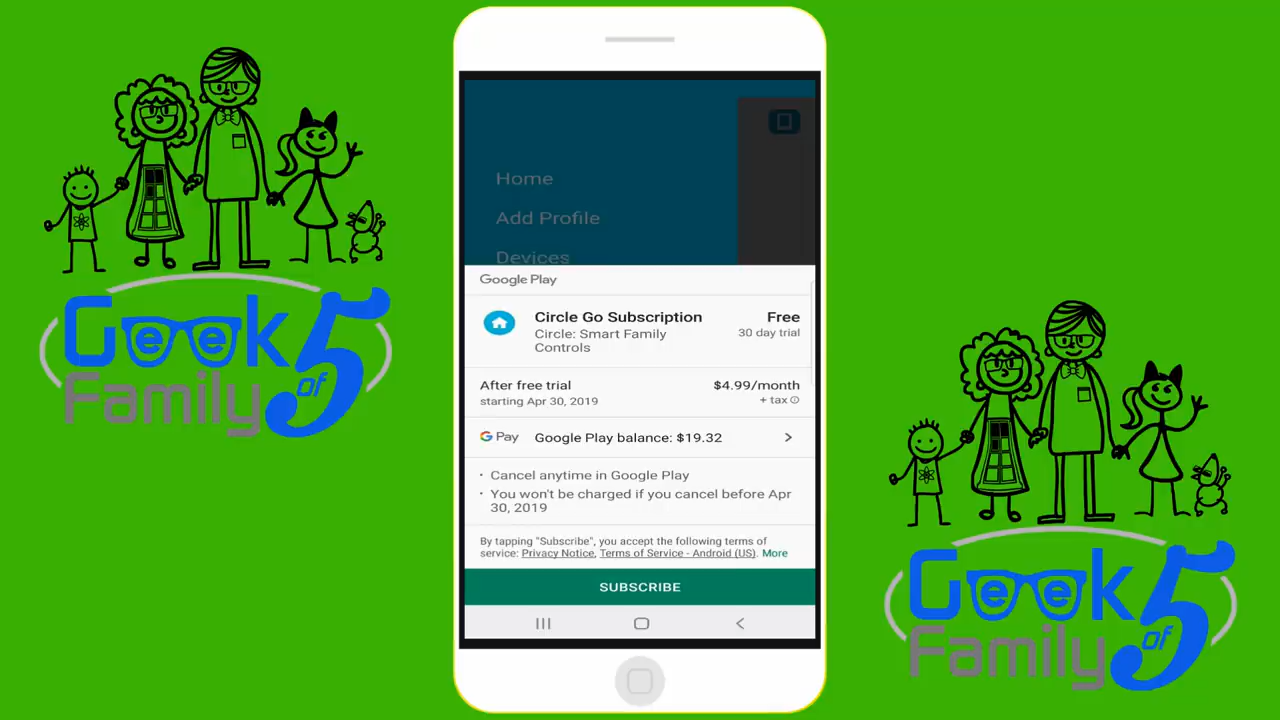 Geek
of 5
Family
Home
Add Profile
Devices
Google Play
Circle Go Subscription
Free
Circle: Smart Family
Controls
30 day trial
After free trial
$4.99/month
starting Apr 30, 2019
+ tax
G Pay
Google Play balance: $19.32
• Cancel anytime in Google Play
• You won't be charged if you cancel before Apr
30, 2019
By tapping "Subscribe", you accept the following terms of
service: Privacy Notice, Terms of Service - Android (US). More
SUBSCRIBE
Geek
of 5
Family